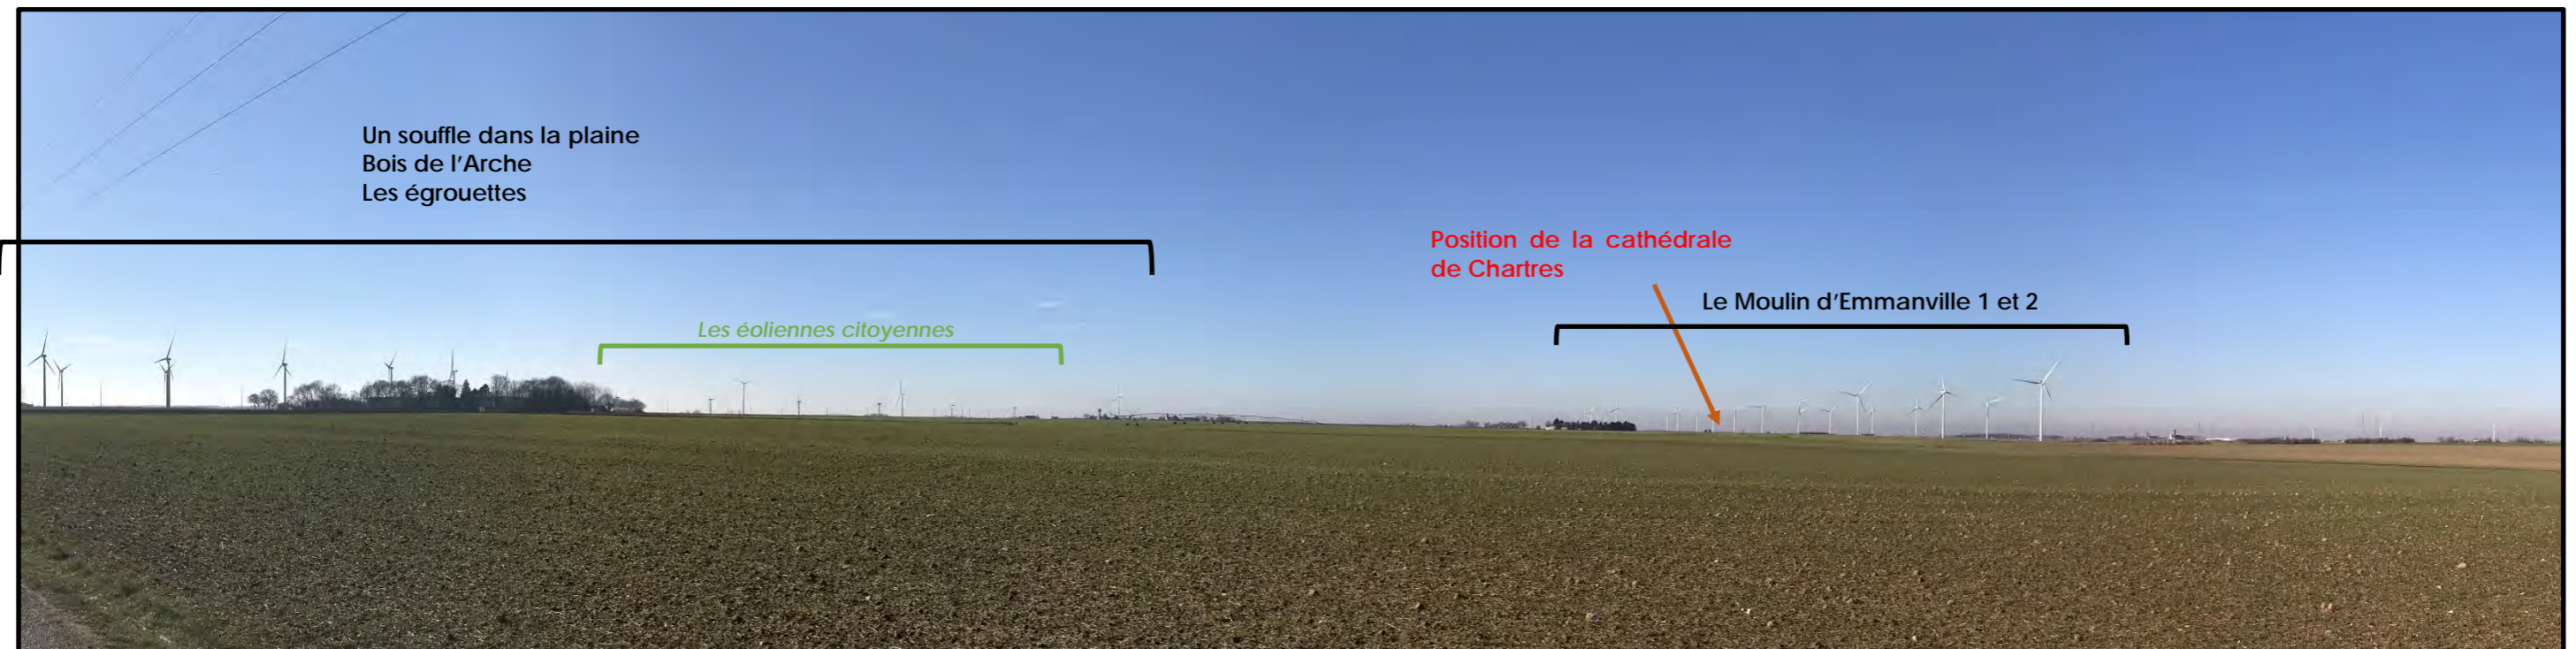 Un souffle dans la plaine
Bois de l'Arche
Les égrouettes
Les éoliennes citoyennes
Position de la cathédrale
de Chartres
Le Moulin d'Emmanville 1 et 2